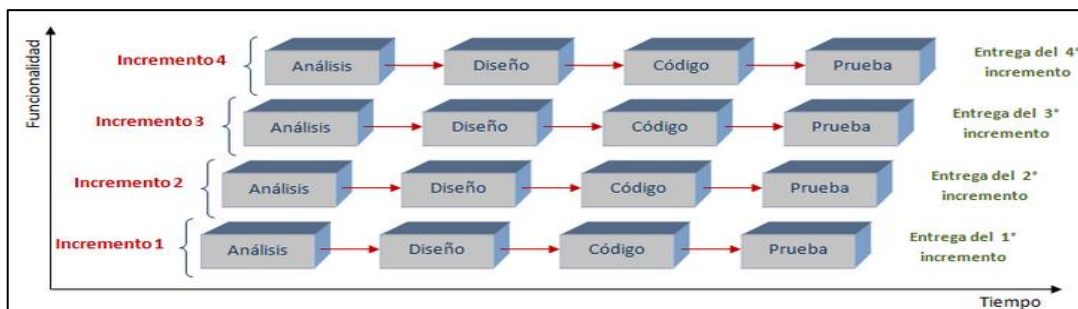 Funcionalidad
Incremento 4
Análisis
Diseño
Código
Prueba
Entrega del 4°
incremento
Incremento 3
Análisis
Diseño
Código
Prueba
Entrega del 3°
incremento
Incremento 2
Análisis
Diseño
Código
Prueba
Entrega del 2°
incremento
Incremento 1
Análisis
Diseño
Código
Prueba
Entrega del 1°
incremento
Tiempo